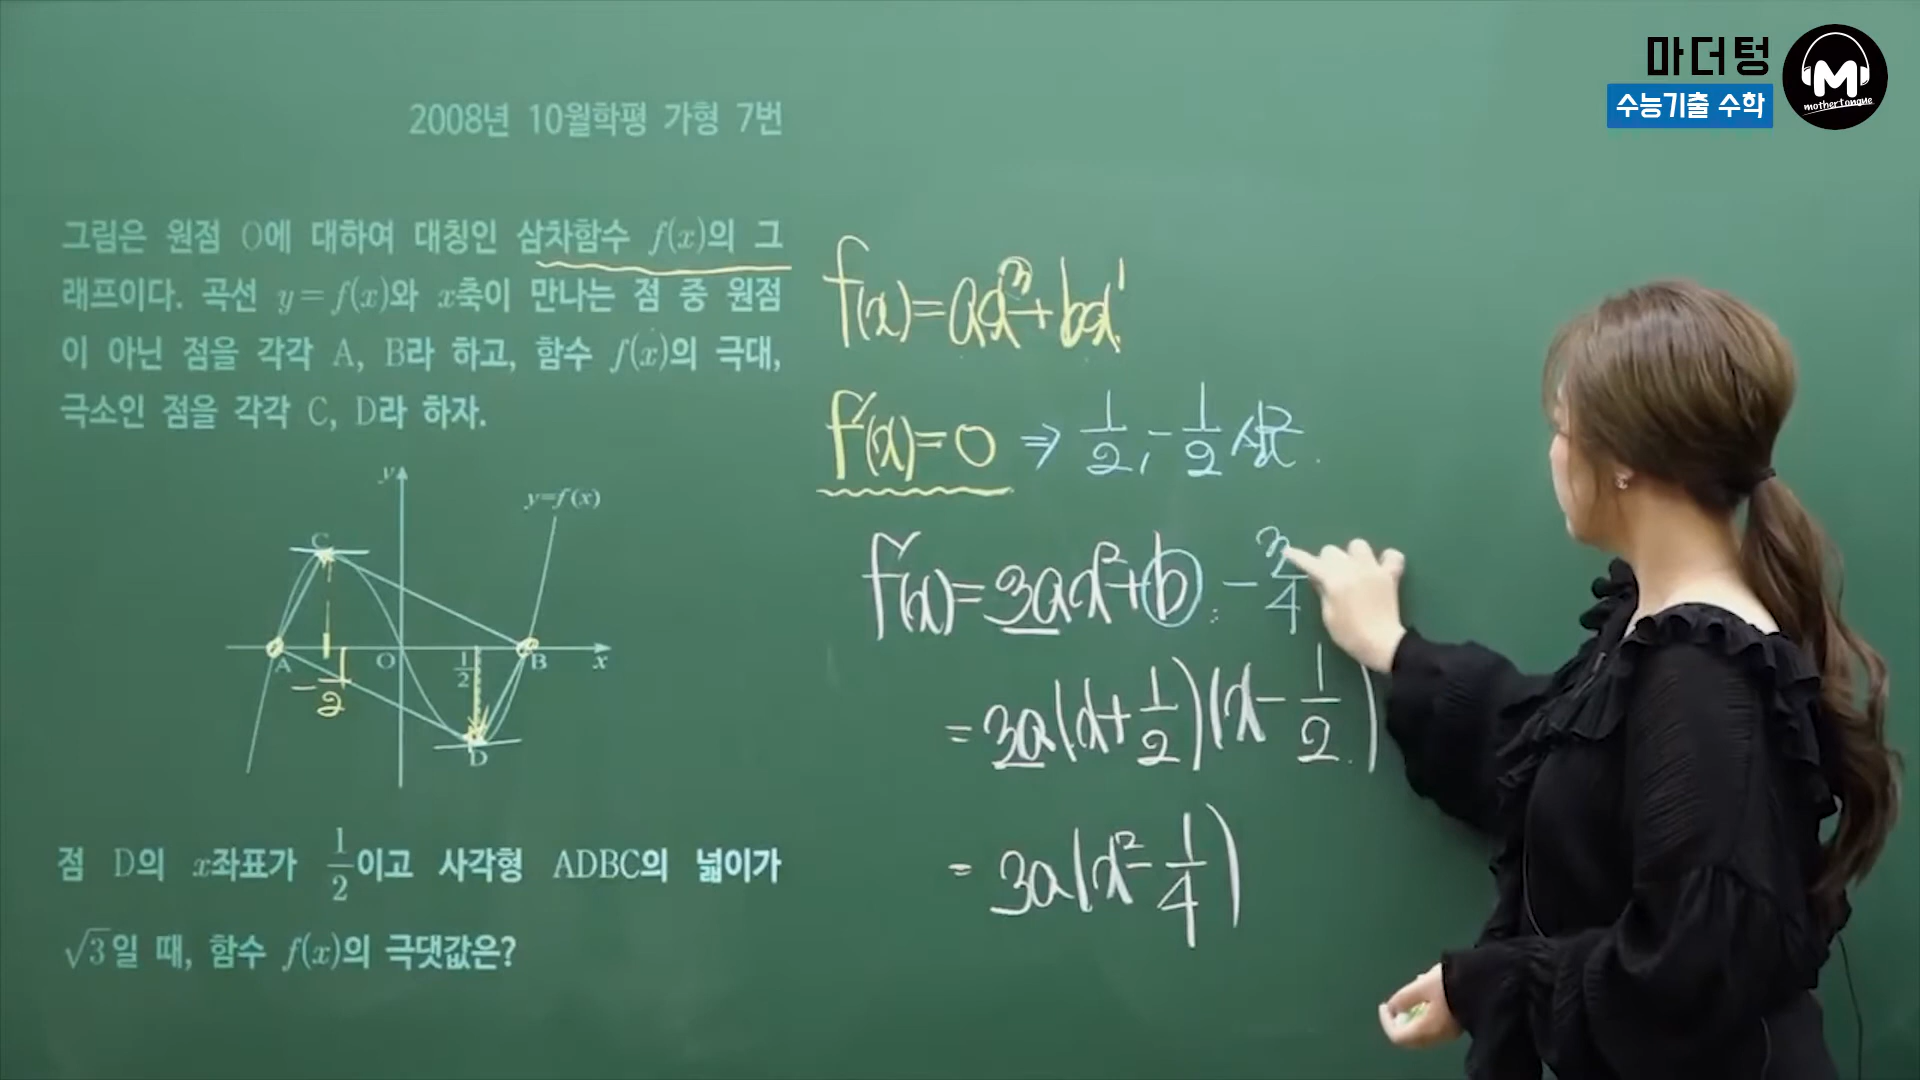 마더텅
수능기출 수학
M
mothertongue
2008년 10월학평 가형 7번
그림은 원점 O에 대하여 대칭인 삼차함수 f(x)의 그
래프이다. 곡선 y=f(x)와 x축이 만나는 점 중 원점
이 아닌 점을 각각 A, B라 하고, 함수 f(x)의 극대,
극소인 점을 각각 C, D라 하자.
y
y=f(x)
C
A
O
1/2
B
x
-1/2
D
점 D의 x좌표가 1/2이고 사각형 ADBC의 넓이가
√3일 때, 함수 f(x)의 극댓값은?
f(x)=ax³+bx¹
f'(x)=0 ⇒ 1/2, -1/2
f'(x)=3ax²+b -3/4
=3a(x+1/2)(x-1/2)
=3a(x²-1/4)